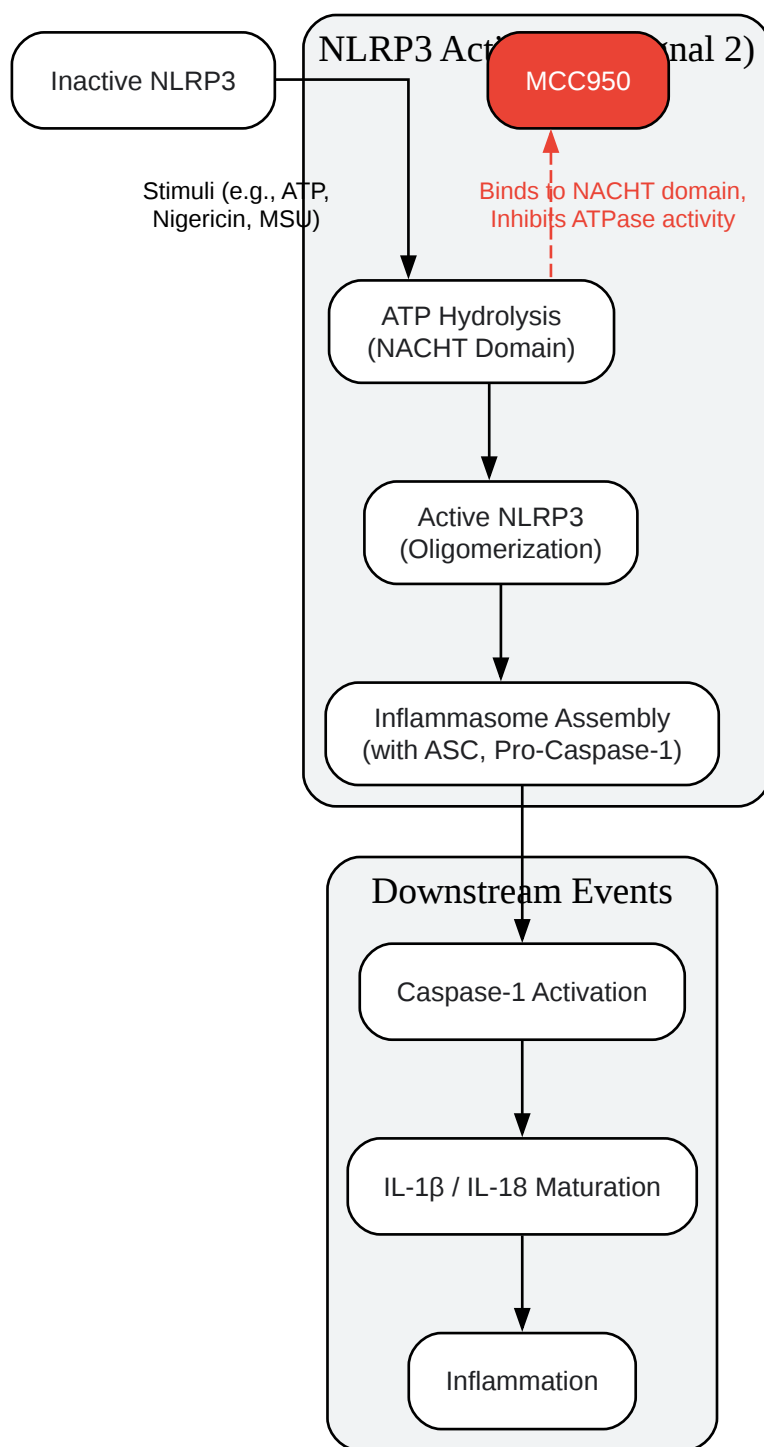 NLRP3 Acti
nal 2)
Inactive NLRP3
MCC950
Stimuli (e.g., ATP,
Nigericin, MSU)
Binds to NACHT domain,
Inhibits ATPase activity
ATP Hydrolysis
(NACHT Domain)
Active NLRP3
(Oligomerization)
Inflammasome Assembly
(with ASC, Pro-Caspase-1)
Downstream Events
Caspase-1 Activation
IL-1β / IL-18 Maturation
Inflammation